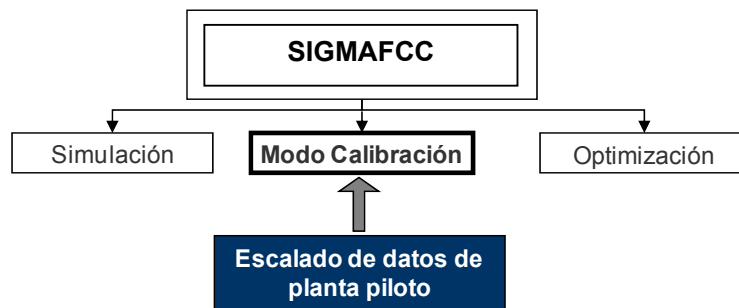 SIGMAFCC
Simulación
Modo Calibración
Optimización
Escalado de datos de
planta piloto